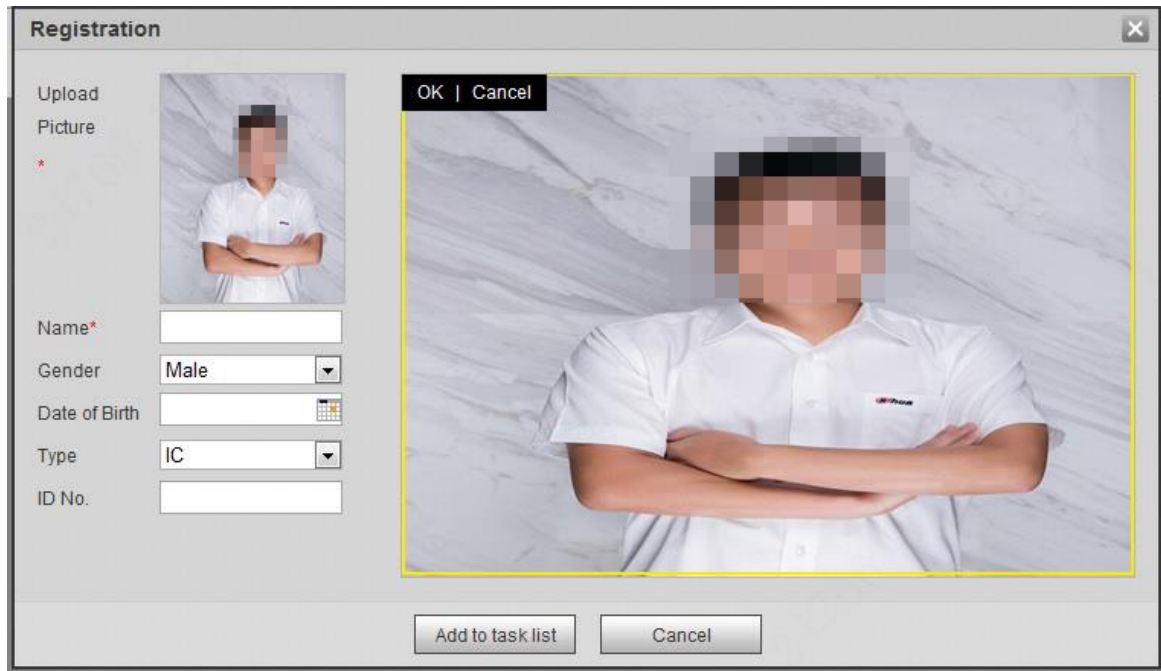 Registration
Upload
Picture
*
OK | Cancel
Name*
Gender
Male
Date of Birth
Type
IC
ID No.
Add to task list
Cancel